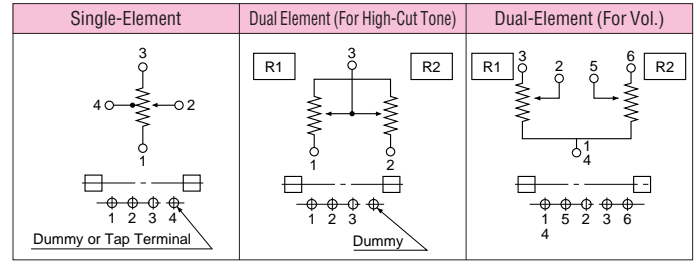 Single-Element
3
4 2
1
1 2 3 4
Dummy or Tap Terminal
Dual Element (For High-Cut Tone)
3
R1 R2
1 2
1 2 3
Dummy
Dual-Element (For Vol.)
3 2 5 6
R1 R2
1
4
1 5 2 3 6
4